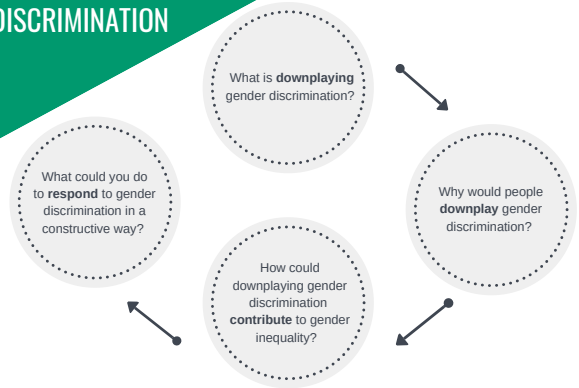 DISCRIMINATION
What is downplaying
gender discrimination?
Why would people
downplay gender
discrimination?
How could
downplaying gender
discrimination
contribute to gender
inequality?
What could you do
to respond to gender
discrimination in a
constructive way?